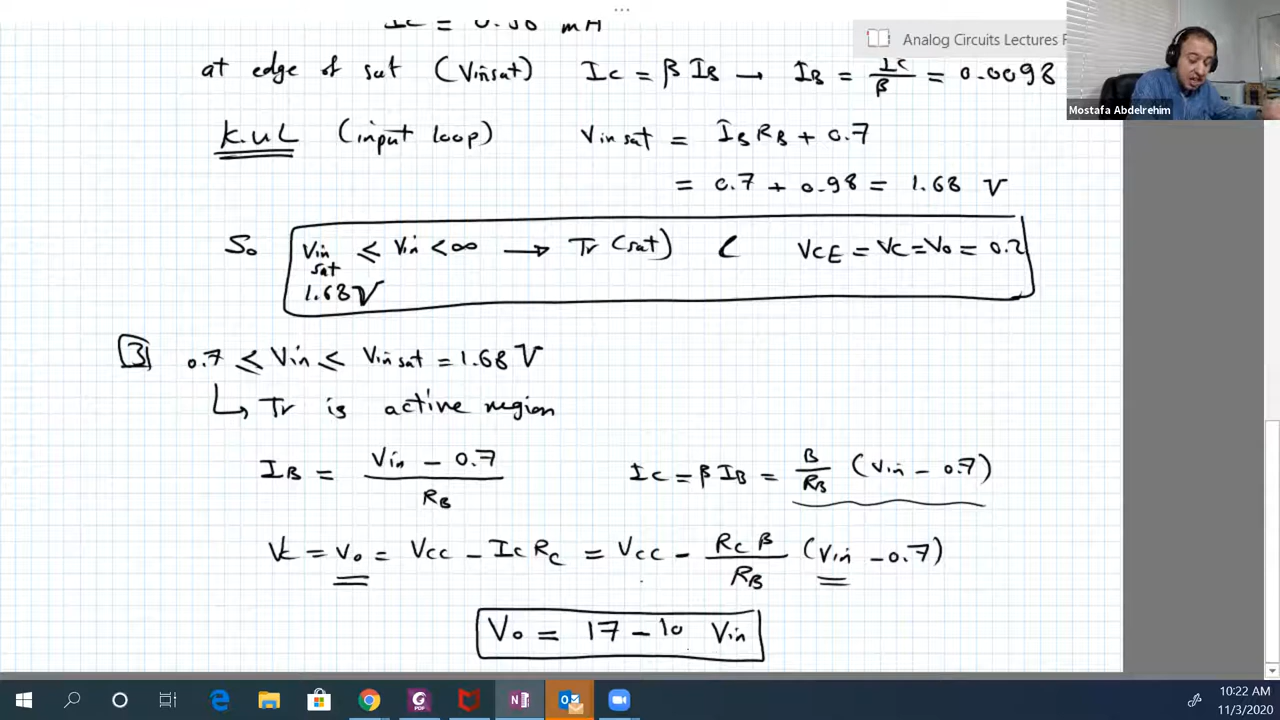 Analog Circuits Lectures F
at edge of sat (Vinsat) Ic = β IB → IB = Ic/β = 0.0098
Mostafa Abdelrehim
K.V.L (input loop) Vin sat = IB RB + 0.7
= 0.7 + 0.98 = 1.68 V
So Vin sat ≤ Vin < ∞ → Tr (sat) VCE = VC = Vo = 0.2
1.68 V
3 0.7 ≤ Vin ≤ Vin sat = 1.68 V
↳ Tr is active region
IB = Vin - 0.7 / RB Ic = β IB = β/RB (Vin - 0.7)
Vc = Vo = Vcc - Ic Rc = Vcc - Rc β / RB (Vin - 0.7)
Vo = 17 - 10 Vin
10:22 AM
11/3/2020